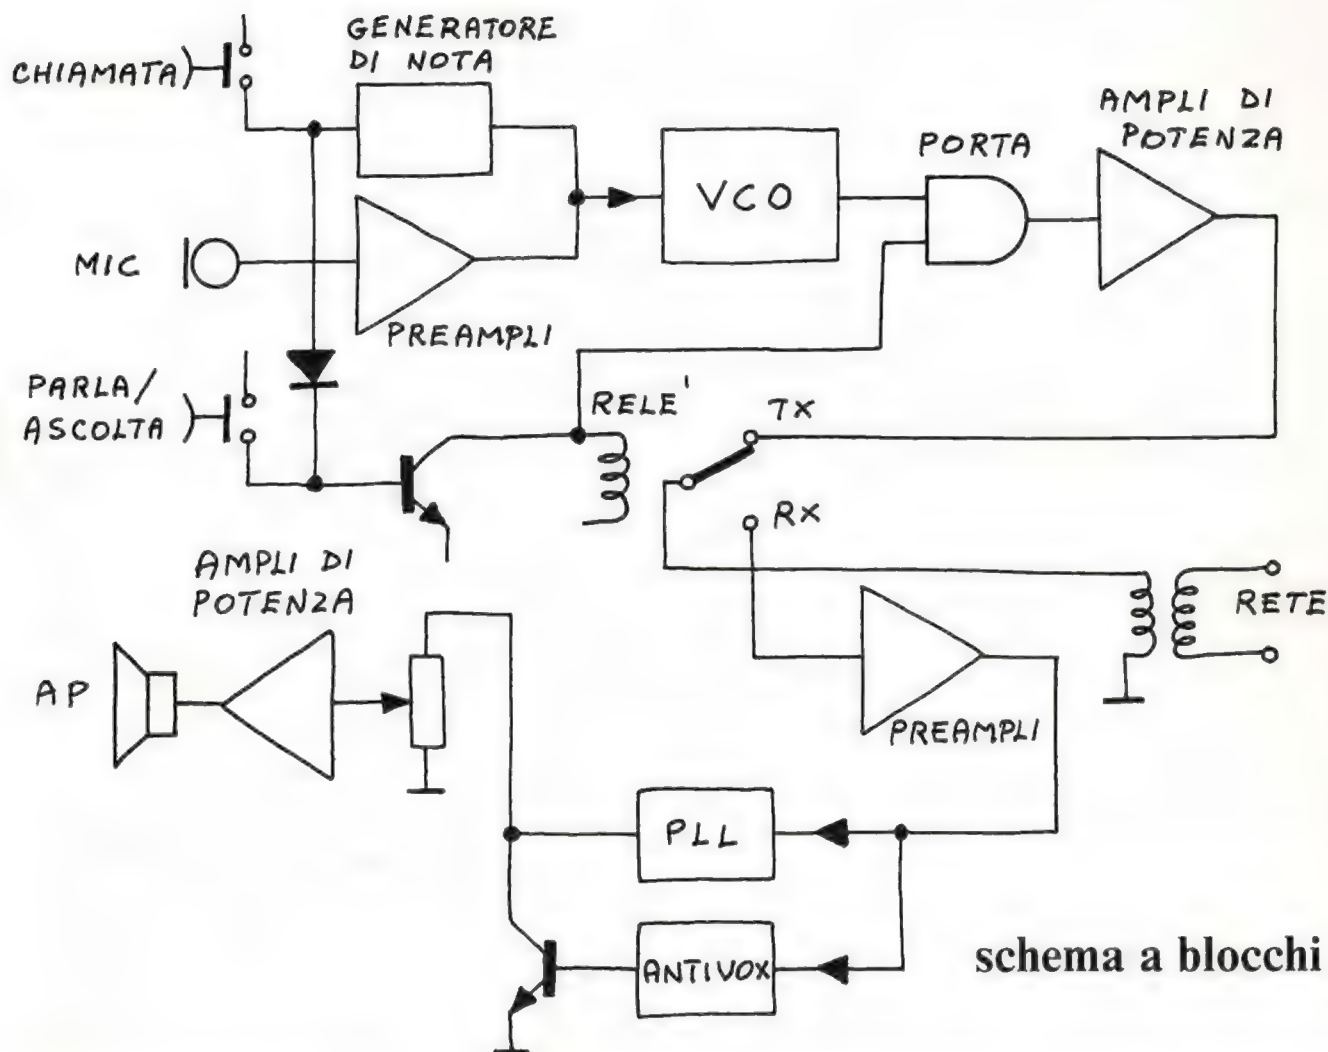 GENERATORE
DI NOTA
CHIAMATA
AMPLI DI
POTENZA
PORTA
VCO
MIC
PREAMPLI
PARLA/
ASCOLTA
RELE'
TX
RX
AMPLI DI
POTENZA
RETE
AP
PREAMPLI
PLL
ANTIVOX
schema a blocchi